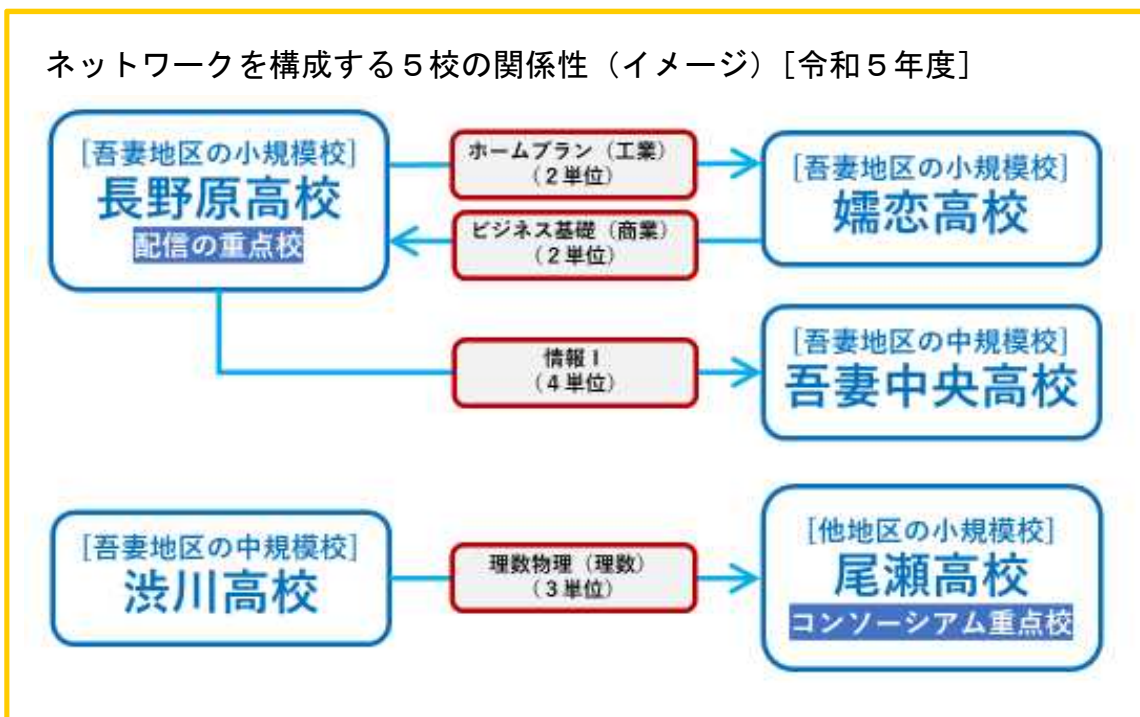 ネットワークを構成する５校の関係性（イメージ）［令和５年度］
［吾妻地区の小規模校］
長野原高校
配信の重点校
ホームプラン（工業）
（２単位）
ビジネス基礎（商業）
（２単位）
［吾妻地区の小規模校］
嬬恋高校
情報Ⅰ
（４単位）
［吾妻地区の中規模校］
吾妻中央高校
［吾妻地区の中規模校］
渋川高校
理数物理（理数）
（３単位）
［他地区の小規模校］
尾瀬高校
コンソーシアム重点校